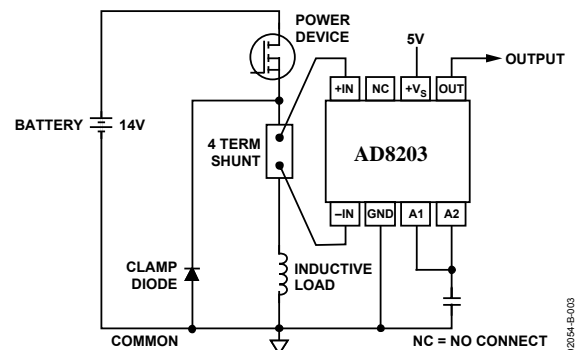 POWER
DEVICE
5V
OUTPUT
+IN NC +VS OUT
BATTERY 14V
4 TERM
SHUNT
AD8203
–IN GND A1 A2
CLAMP
DIODE
INDUCTIVE
LOAD
COMMON
NC = NO CONNECT
02054-B-003